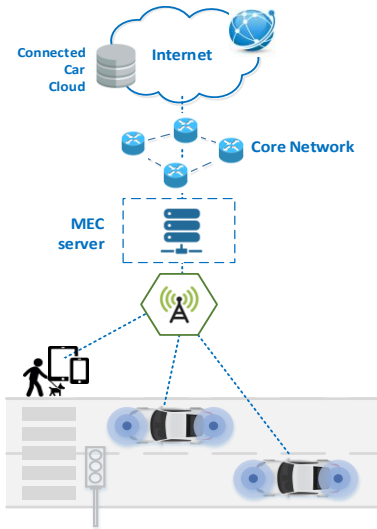 Connected
Car
Cloud
Internet
Core Network
MEC
server